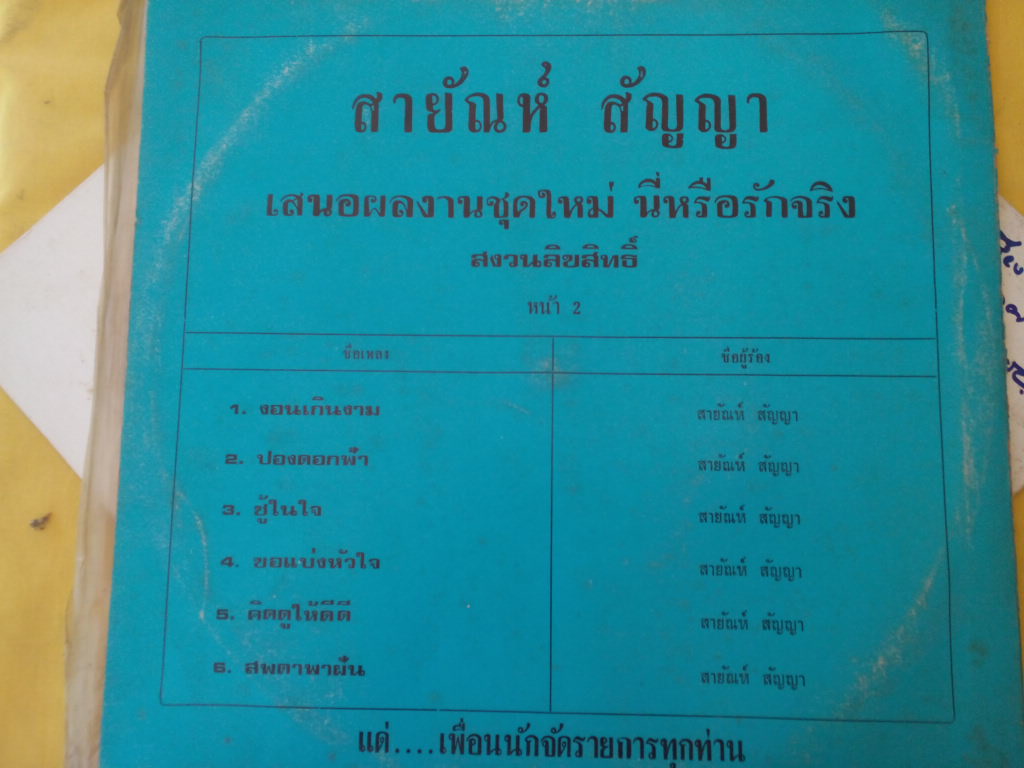 สายัณห์ สัญญา
เสนอผลงานชุดใหม่ นี่หรือรักจริง
สงวนลิขสิทธิ์
หน้า 2
ชื่อเพลง ชื่อผู้ร้อง
1. งอนเกินงาม สายัณห์ สัญญา
2. ปองดอกฟ้า สายัณห์ สัญญา
3. ชู้ในใจ สายัณห์ สัญญา
4. ขอแบ่งหัวใจ สายัณห์ สัญญา
5. คิดดูให้ดีดี สายัณห์ สัญญา
6. สพตาพาฝัน สายัณห์ สัญญา
แด่....เพื่อนนักจัดรายการทุกท่าน